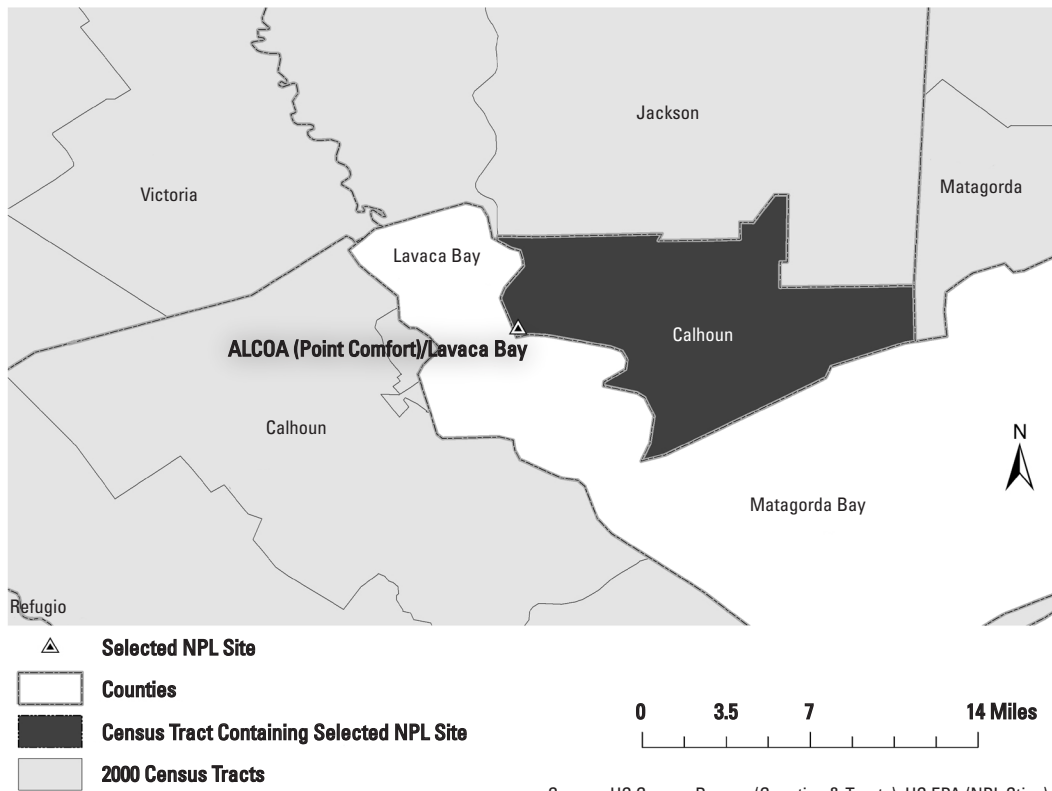 Jackson
Victoria
Matagorda
Lavaca Bay
Calhoun
ALCOA (Point Comfort)/Lavaca Bay
Calhoun
N
Matagorda Bay
Refugio
Selected NPL Site
Counties
Census Tract Containing Selected NPL Site
2000 Census Tracts
0 3.5 7 14 Miles